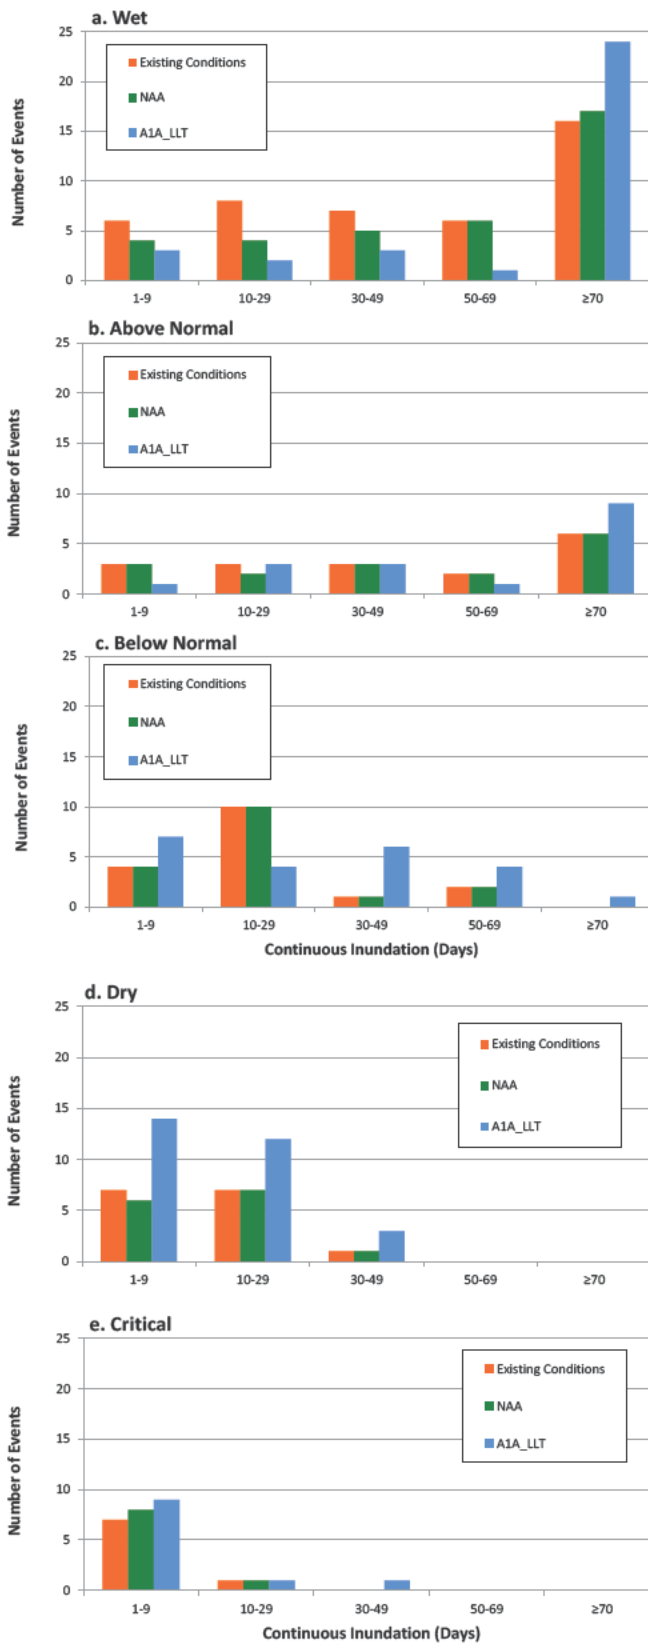 a. Wet
Number of Events
25
20
15
10
5
0
Existing Conditions
NAA
A1A_LLT
1-9 10-29 30-49 50-69 ≥70
b. Above Normal
Number of Events
25
20
15
10
5
0
Existing Conditions
NAA
A1A_LLT
1-9 10-29 30-49 50-69 ≥70
c. Below Normal
Number of Events
25
20
15
10
5
0
Existing Conditions
NAA
A1A_LLT
1-9 10-29 30-49 50-69 ≥70
Continuous Inundation (Days)
d. Dry
Number of Events
25
20
15
10
5
0
Existing Conditions
NAA
A1A_LLT
1-9 10-29 30-49 50-69 ≥70
e. Critical
Number of Events
25
20
15
10
5
0
Existing Conditions
NAA
A1A_LLT
1-9 10-29 30-49 50-69 ≥70
Continuous Inundation (Days)